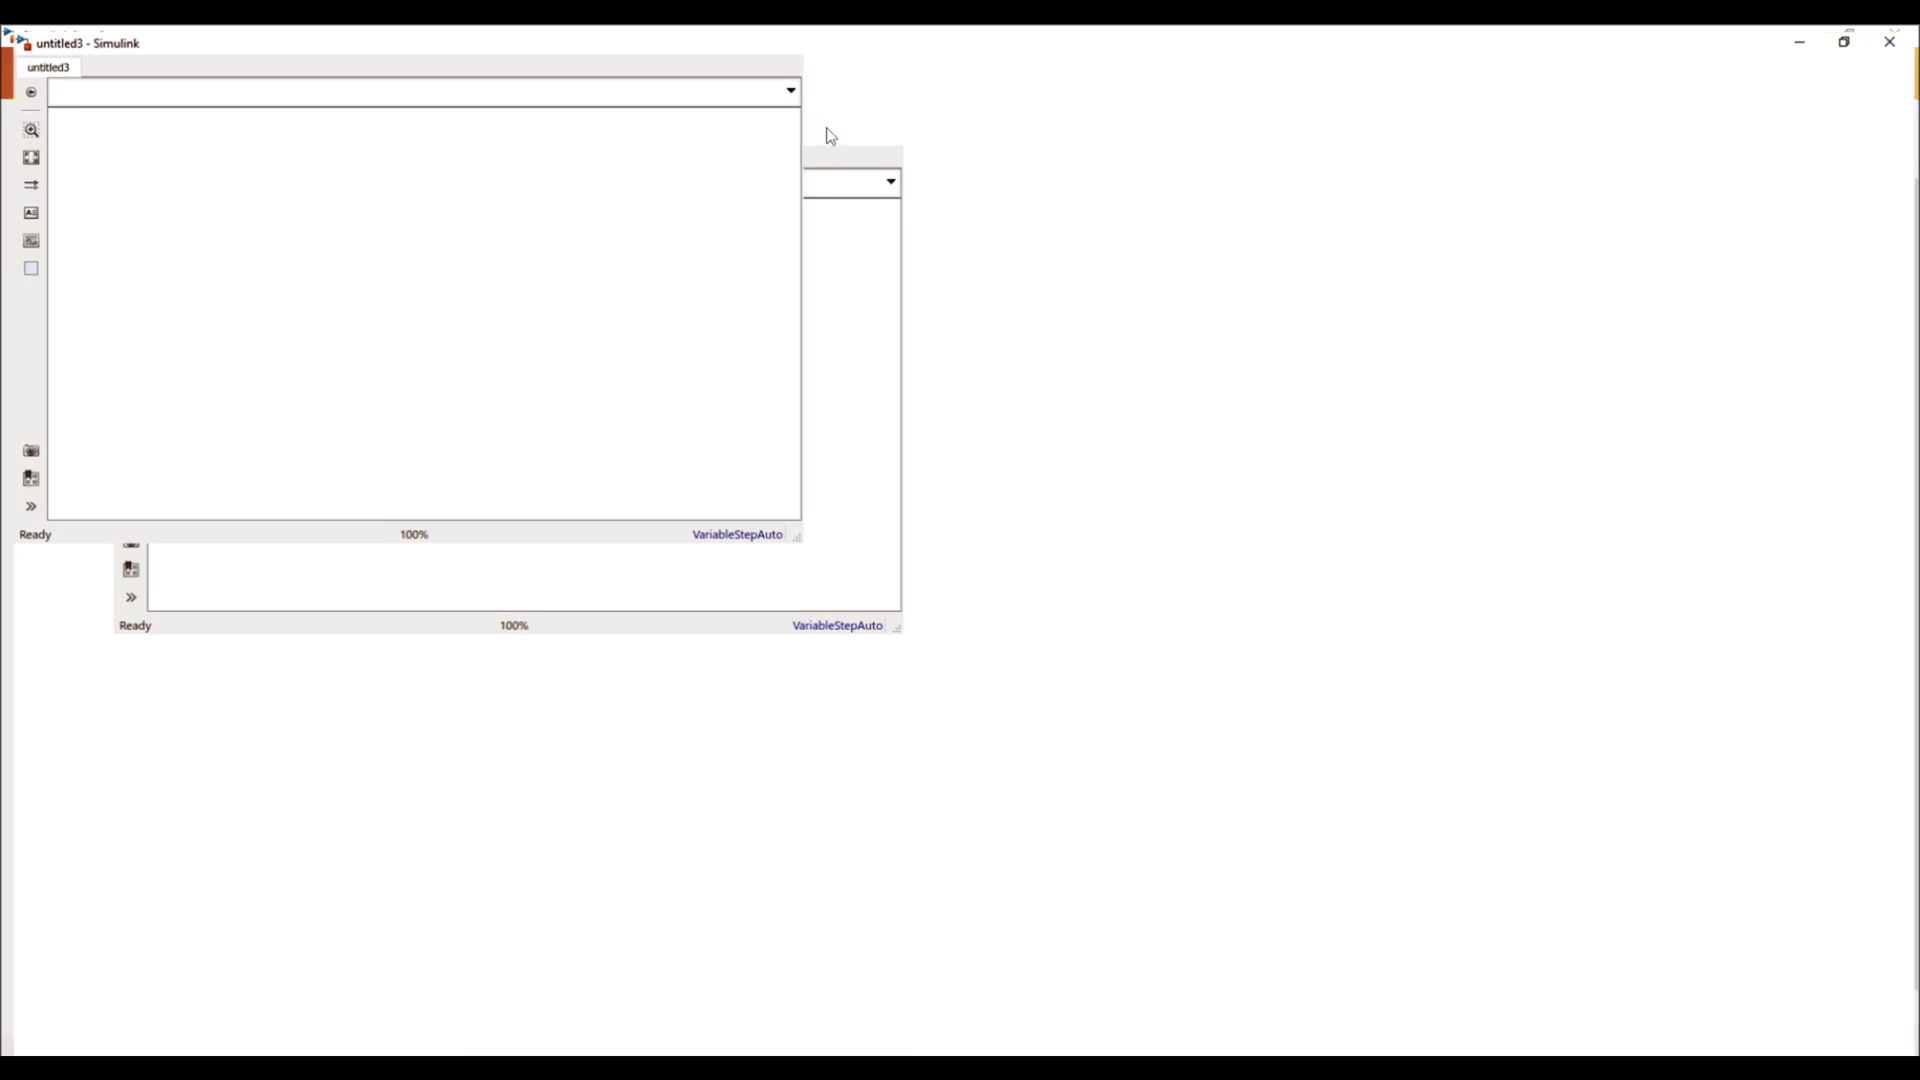 untitled3 - Simulink
untitled3
Ready 100% VariableStepAuto
Ready 100% VariableStepAuto